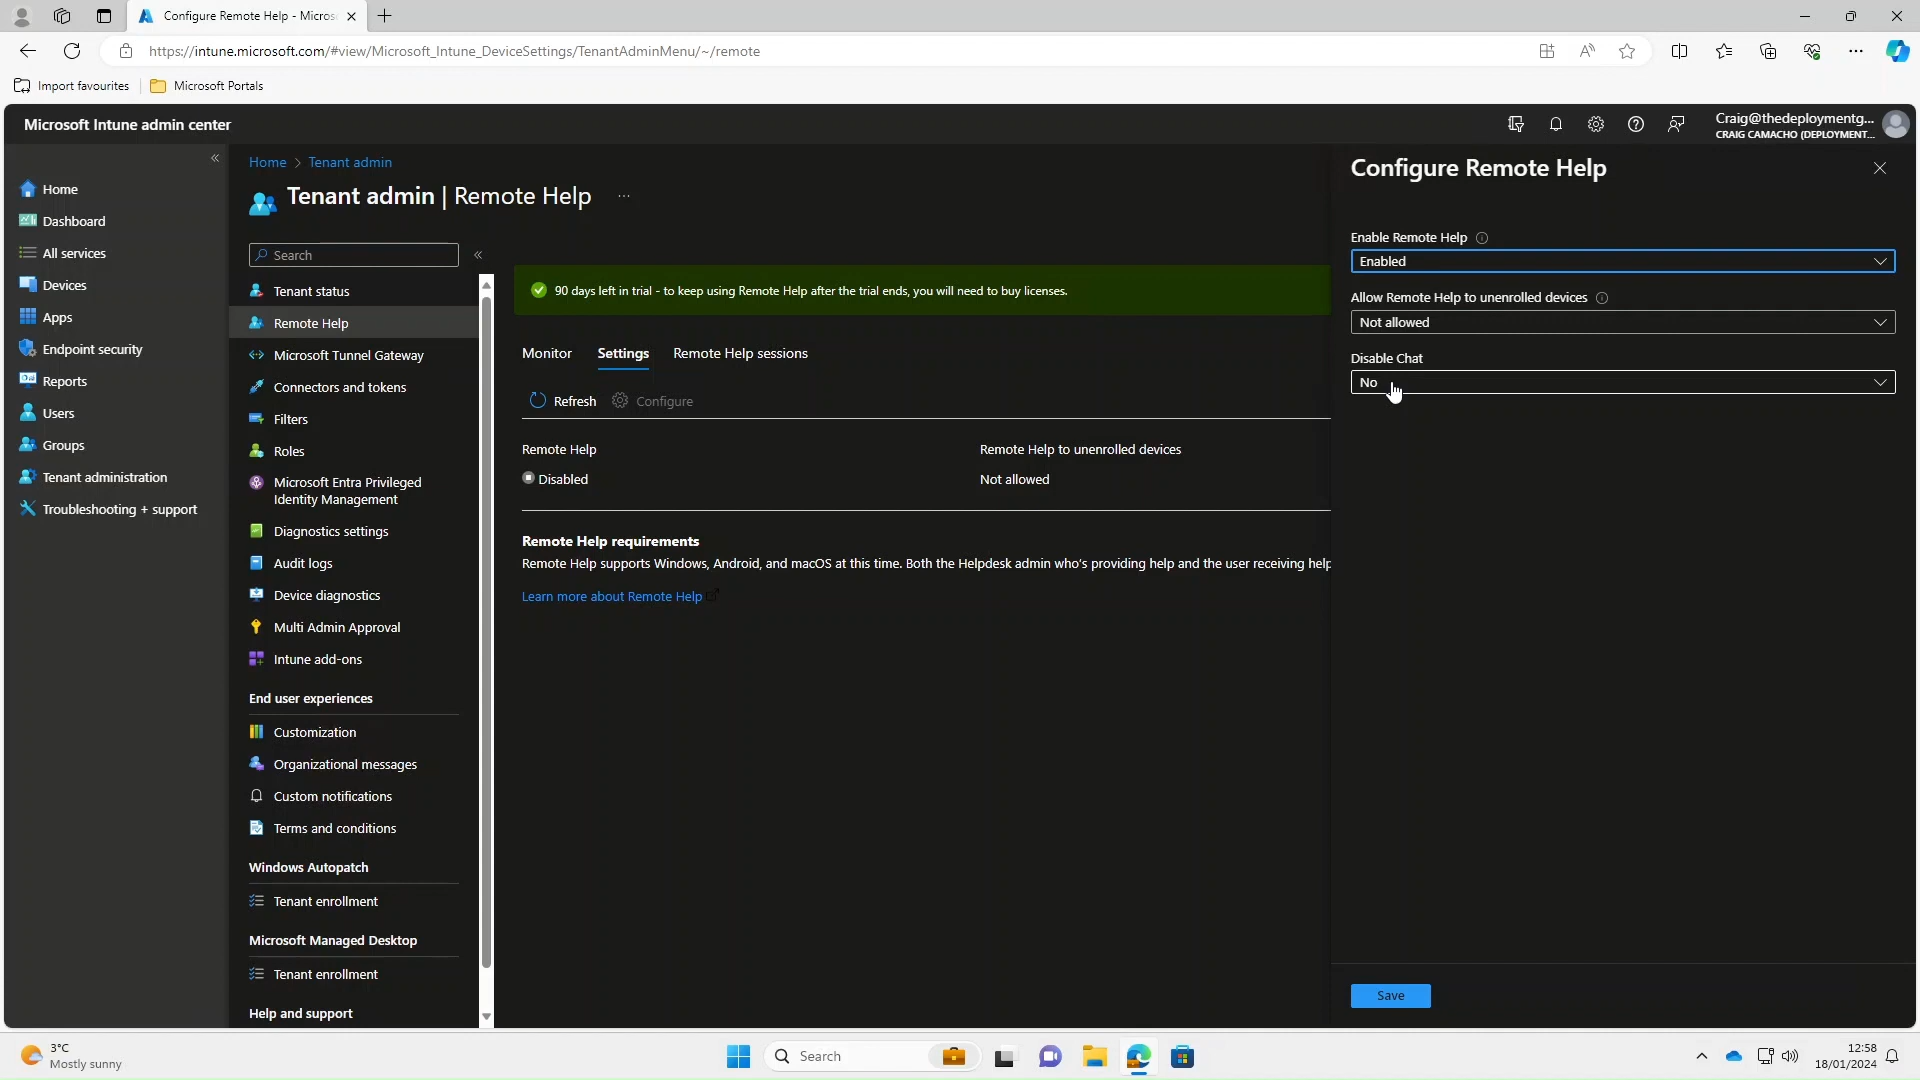 Configure Remote Help - Micros
https://intune.microsoft.com/#view/Microsoft_Intune_DeviceSettings/TenantAdminMenu/~/remote
Import favourites
Microsoft Portals
Microsoft Intune admin center
Craig@thedeploymentg...
CRAIG CAMACHO (DEPLOYMENT...
Home
Dashboard
All services
Devices
Apps
Endpoint security
Reports
Users
Groups
Tenant administration
Troubleshooting + support
Home > Tenant admin
Tenant admin | Remote Help ...
Search
Tenant status
Remote Help
Microsoft Tunnel Gateway
Connectors and tokens
Filters
Roles
Microsoft Entra Privileged
Identity Management
Diagnostics settings
Audit logs
Device diagnostics
Multi Admin Approval
Intune add-ons
End user experiences
Customization
Organizational messages
Custom notifications
Terms and conditions
Windows Autopatch
Tenant enrollment
Microsoft Managed Desktop
Tenant enrollment
Help and support
90 days left in trial - to keep using Remote Help after the trial ends, you will need to buy licenses.
Monitor Settings Remote Help sessions
Refresh Configure
Remote Help
Disabled
Remote Help to unenrolled devices
Not allowed
Remote Help requirements
Remote Help supports Windows, Android, and macOS at this time. Both the Helpdesk admin who's providing help and the user receiving help
Learn more about Remote Help
Configure Remote Help
Enable Remote Help
Enabled
Allow Remote Help to unenrolled devices
Not allowed
Disable Chat
No
Save
3°C
Mostly sunny
Search
12:58
18/01/2024